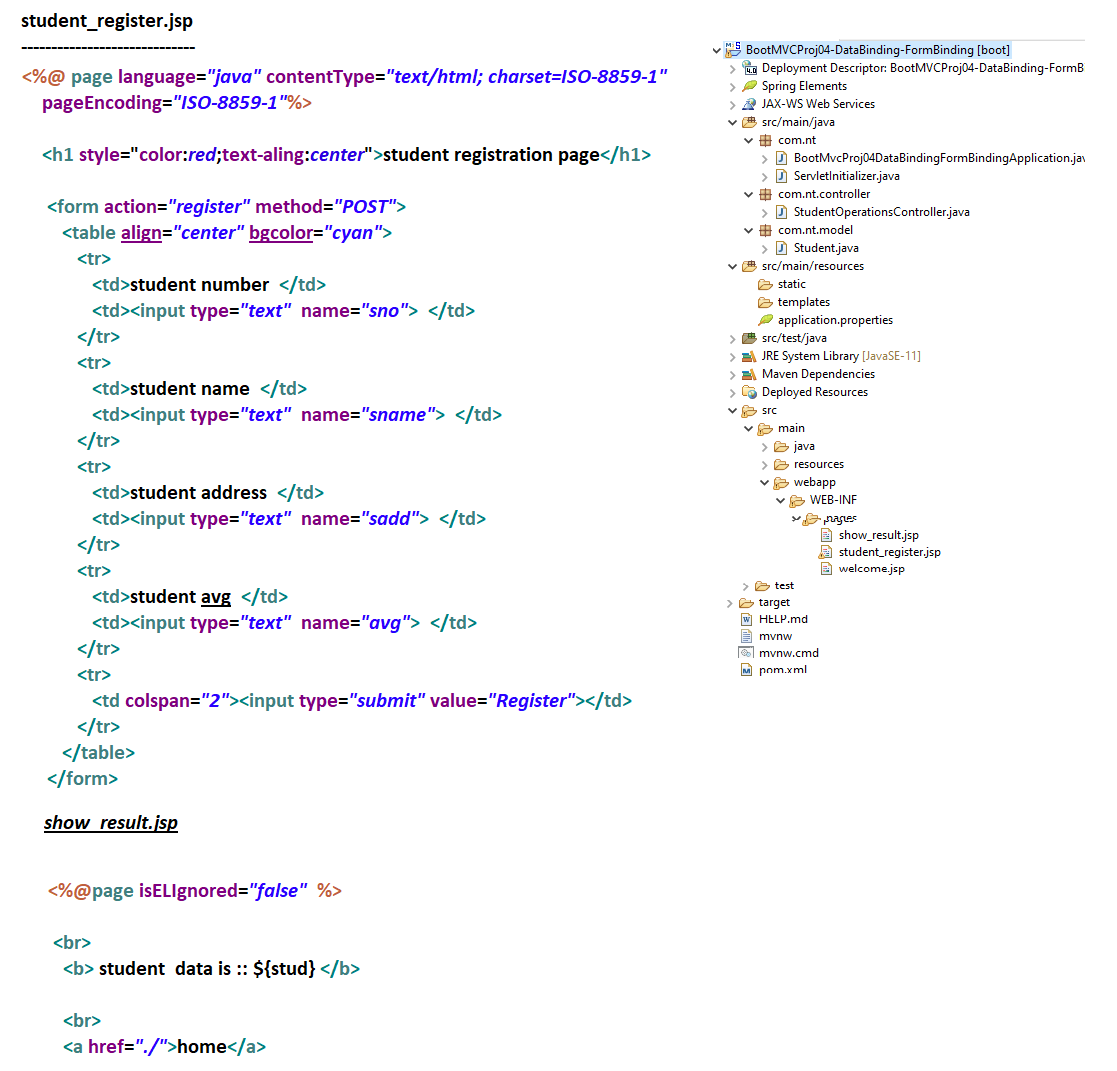 student_register.jsp
-----------------------------
<%@ page language="java" contentType="text/html; charset=ISO-8859-1"
pageEncoding="ISO-8859-1"%>
<h1 style="color:red;text-aling:center">student registration page</h1>
<form action="register" method="POST">
<table align="center" bgcolor="cyan">
<tr>
<td>student number </td>
<td><input type="text" name="sno"> </td>
</tr>
<tr>
<td>student name </td>
<td><input type="text" name="sname"> </td>
</tr>
<tr>
<td>student address </td>
<td><input type="text" name="sadd"> </td>
</tr>
<tr>
<td>student avg </td>
<td><input type="text" name="avg"> </td>
</tr>
<tr>
<td colspan="2"><input type="submit" value="Register"></td>
</tr>
</table>
</form>
show_result.jsp
<%@page isELIgnored="false" %>
<br>
<b> student data is :: ${stud} </b>
<br>
<a href="./">home</a>
BootMVCProj04-DataBinding-FormBinding [boot]
Deployment Descriptor: BootMVCProj04-DataBinding-FormB
Spring Elements
JAX-WS Web Services
src/main/java
com.nt
BootMvcProj04DataBindingFormBindingApplication.jav
ServletInitializer.java
com.nt.controller
StudentOperationsController.java
com.nt.model
Student.java
src/main/resources
static
templates
application.properties
src/test/java
JRE System Library [JavaSE-11]
Maven Dependencies
Deployed Resources
src
main
java
resources
webapp
WEB-INF
pages
show_result.jsp
student_register.jsp
welcome.jsp
test
target
HELP.md
mvnw
mvnw.cmd
pom.xml